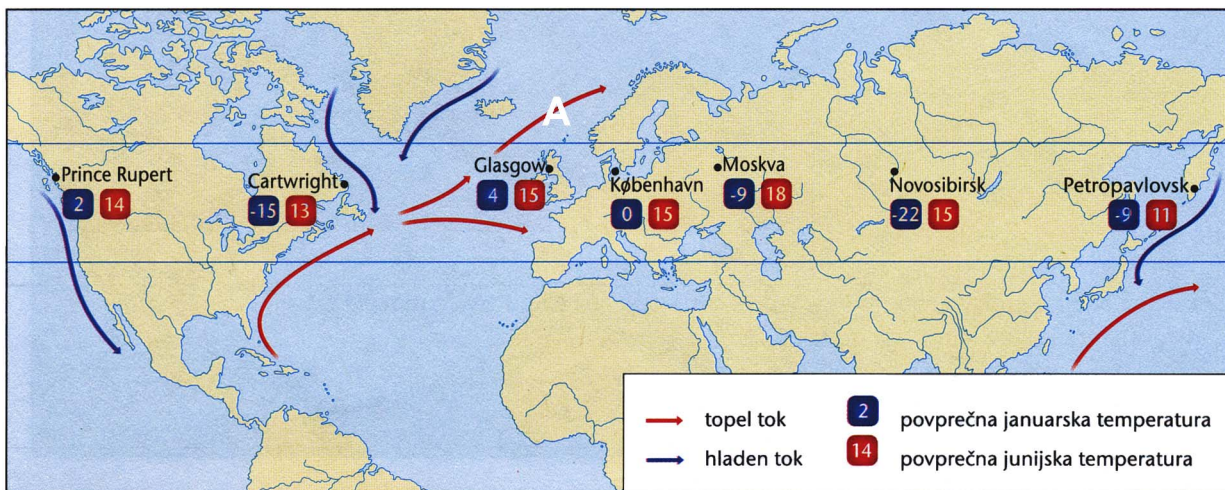 A
Prince Rupert
2 14
Cartwright
-15 13
Glasgow
4 15
København
0 15
Moskva
-9 18
Novosibirsk
-22 15
Petropavlovsk
-9 11
topel tok
hladen tok
2 povprečna januarska temperatura
14 povprečna junijska temperatura